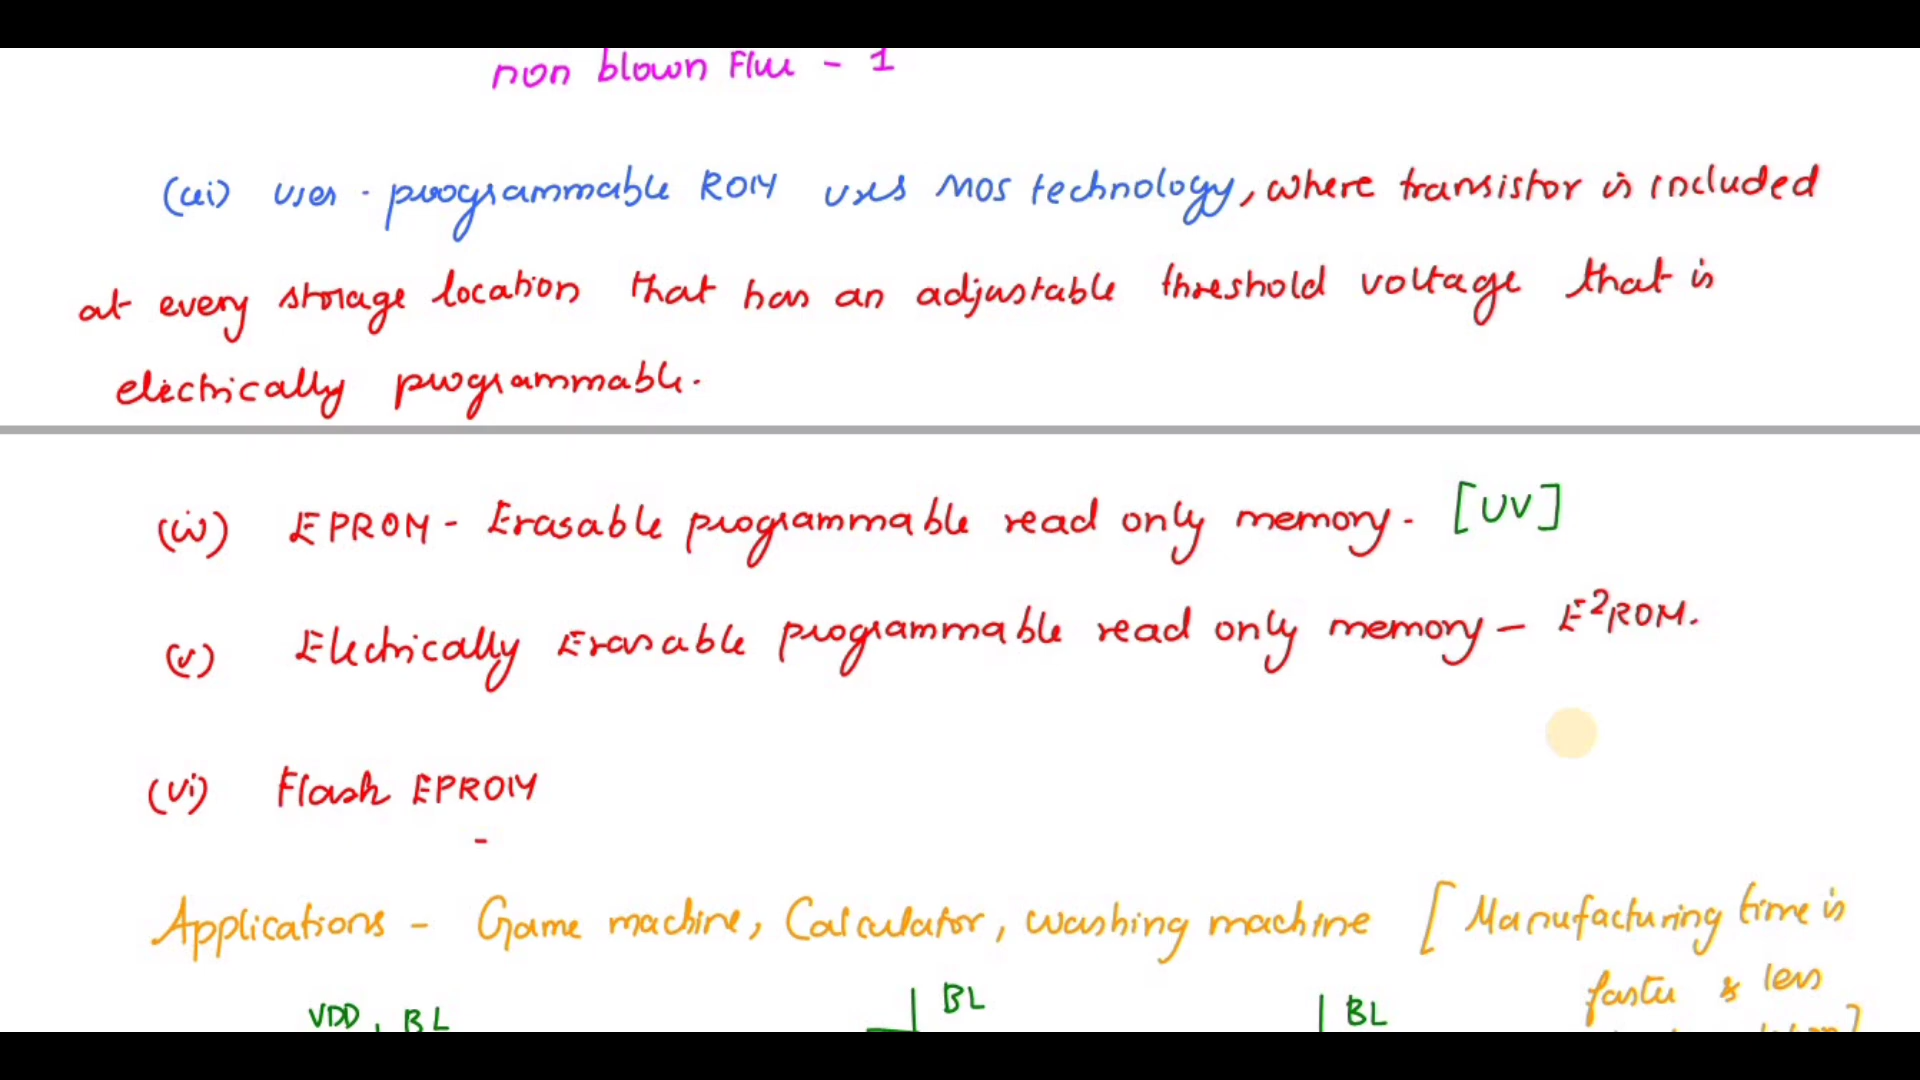 non blown Fuse - 1
(iii) user - programmable ROM uses MOS technology, where transistor is included
at every storage location that has an adjustable threshold voltage that is
electrically programmable.
(iv) EPROM - Erasable programmable read only memory. [UV]
(v) Electrically Erasable programmable read only memory - E²ROM.
(vi) Flash EPROM
-
Applications - Game machine, Calculator, washing machine [Manufacturing time is
faster & less
VDD BL
BL
BL